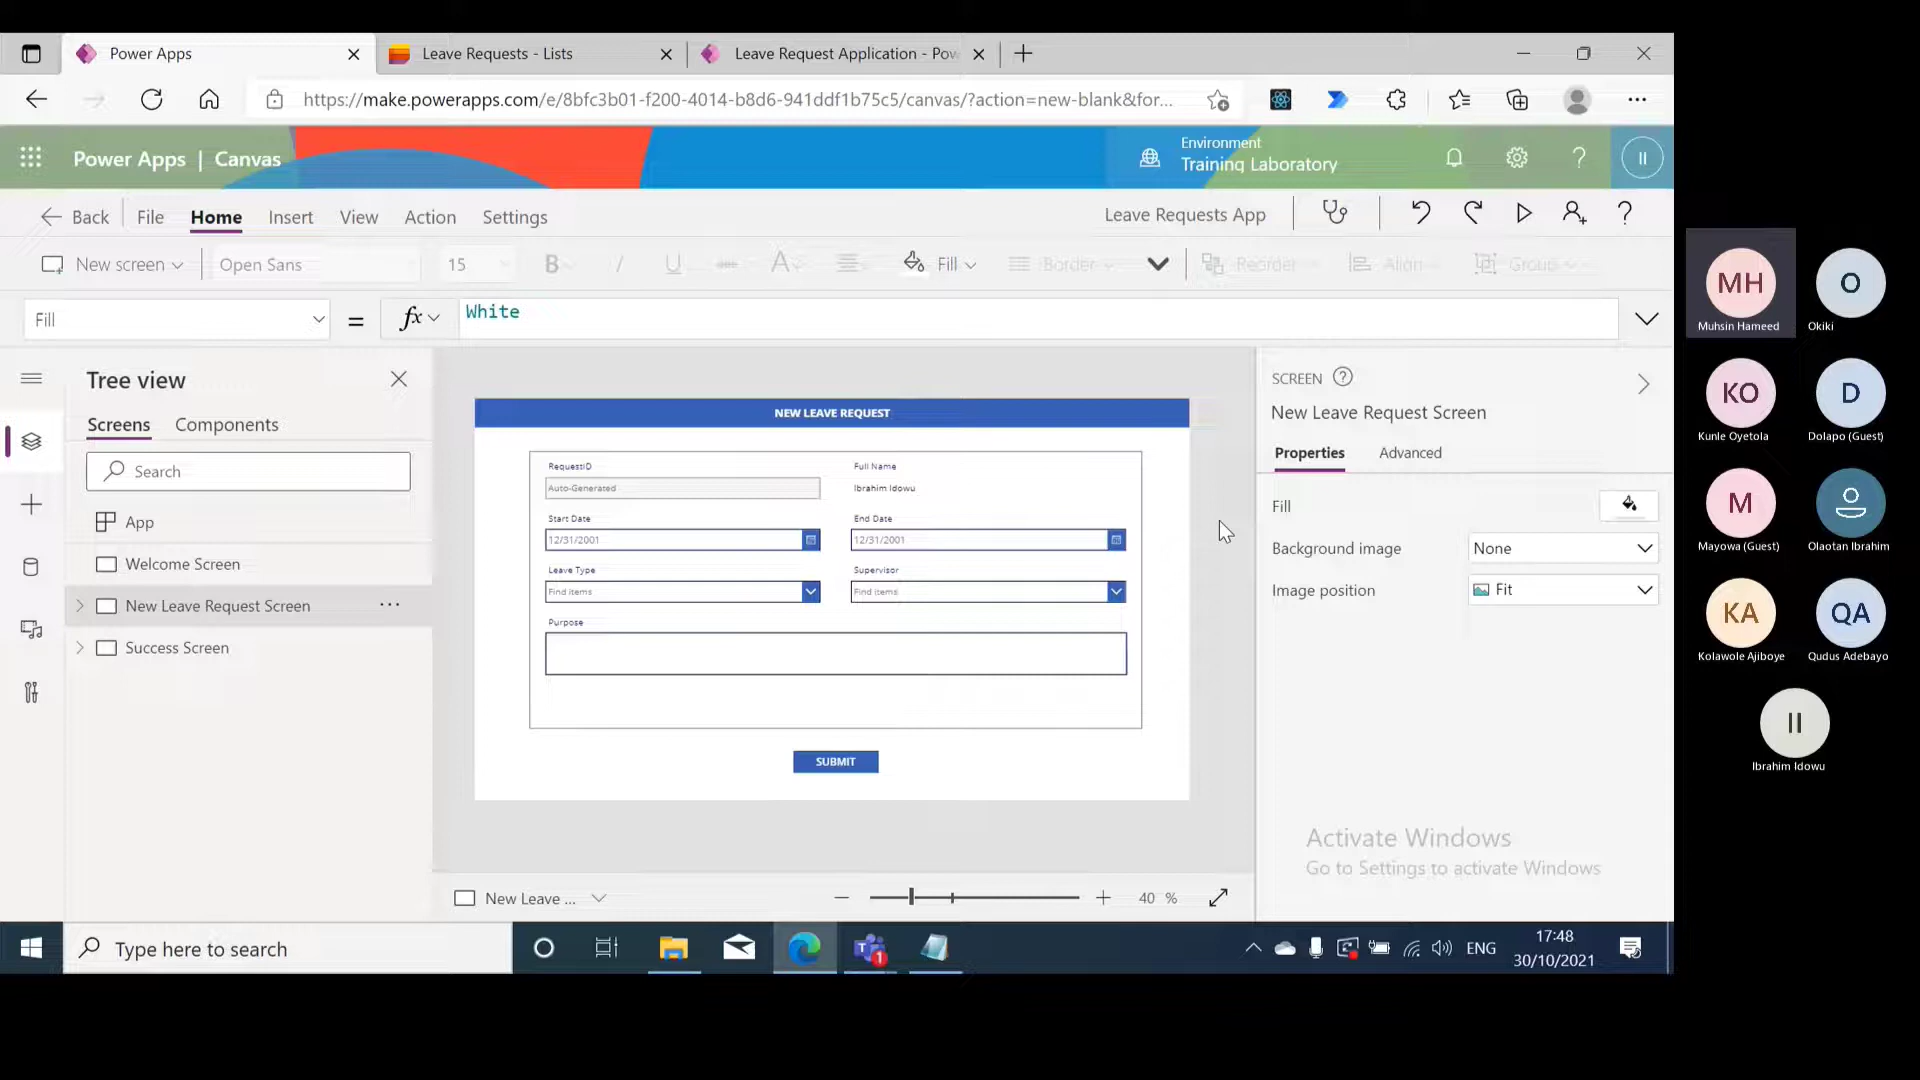 Power Apps
Leave Requests - Lists
Leave Request Application - Pow
https://make.powerapps.com/e/8bfc3b01-f200-4014-b8d6-941ddf1b75c5/canvas/?action=new-blank&for...
Power Apps | Canvas
Environment
Training Laboratory
?
II
Back
File
Home
Insert
View
Action
Settings
Leave Requests App
?
New screen
Open Sans
15
B
I
U
ab
A
Fill
Border
Reorder
Align
Group
Fill
=
fx
White
Tree view
Screens
Components
Search
App
Welcome Screen
New Leave Request Screen
...
Success Screen
NEW LEAVE REQUEST
RequestID
Full Name
Auto-Generated
Ibrahim Idowu
Start Date
End Date
12/31/2001
12/31/2001
Leave Type
Supervisor
Find items
Find items
Purpose
SUBMIT
SCREEN
New Leave Request Screen
Properties
Advanced
Fill
Background image
None
Image position
Fit
Activate Windows
Go to Settings to activate Windows
New Leave ...
40 %
Type here to search
T
1
ENG
17:48
30/10/2021
MH
Muhsin Hameed
O
Okiki
KO
Kunle Oyetola
D
Dolapo (Guest)
M
Mayowa (Guest)
Olaotan Ibrahim
KA
Kolawole Ajiboye
QA
Qudus Adebayo
II
Ibrahim Idowu